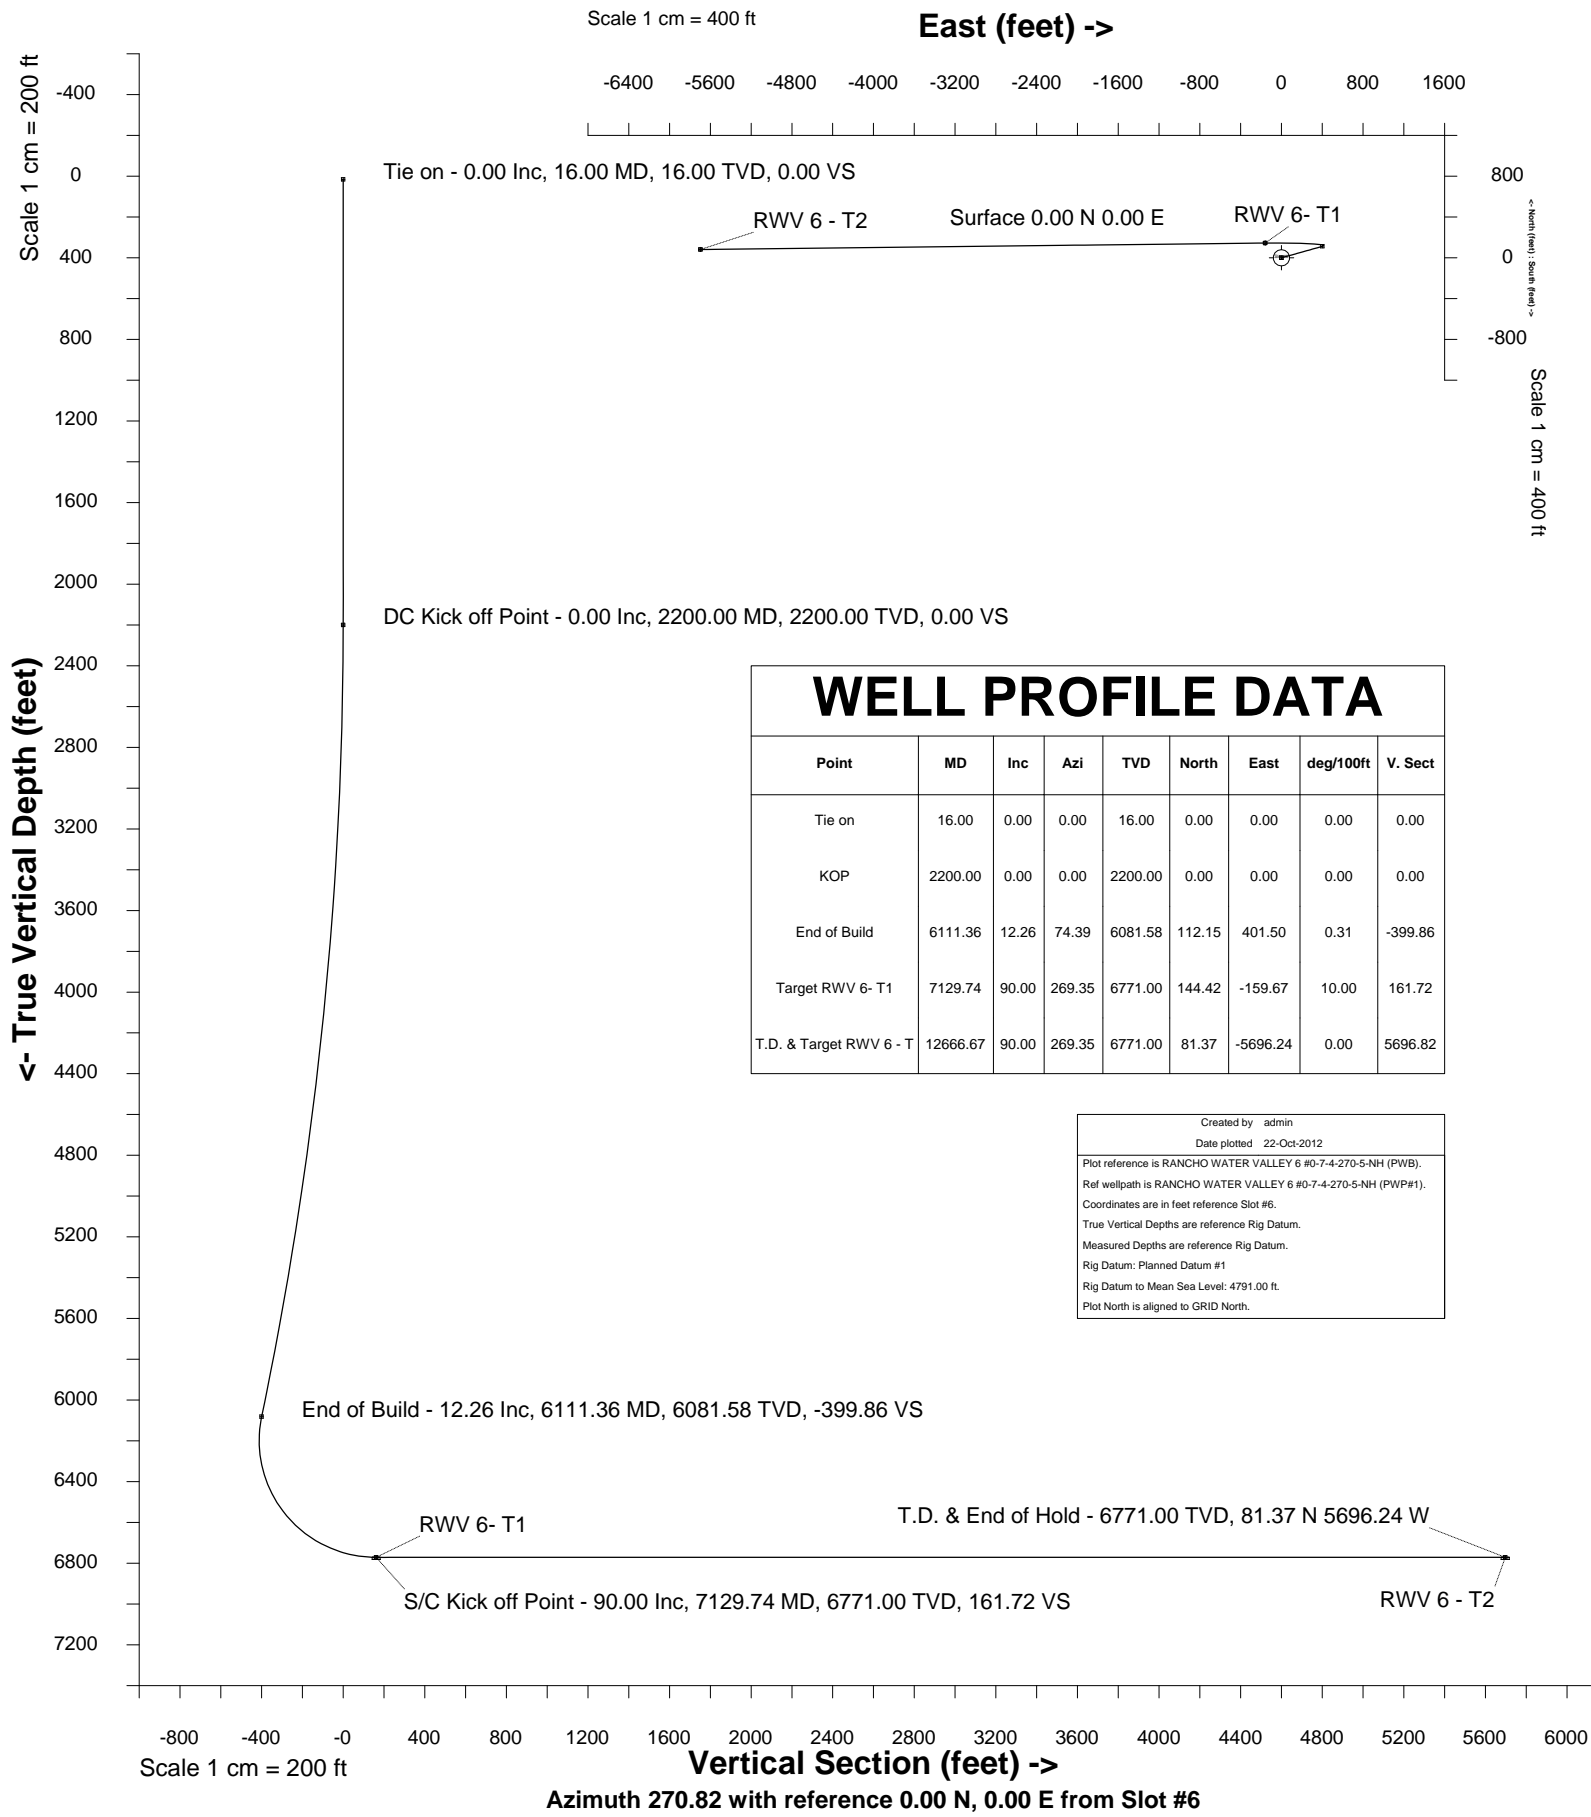 Scale 1 cm = 400 ft
East (feet) ->
-6400 -5600 -4800 -4000 -3200 -2400 -1600 -800 0 800 1600
Scale 1 cm = 200 ft
-400
0
400
800
1200
1600
2000
2400
2800
3200
3600
4000
4400
4800
5200
5600
6000
6400
6800
7200
<- True Vertical Depth (feet)
Tie on - 0.00 Inc, 16.00 MD, 16.00 TVD, 0.00 VS
RWV 6 - T2
Surface 0.00 N 0.00 E
RWV 6- T1
800
0
-800
<- North (feet) : South (feet) ->
Scale 1 cm = 400 ft
DC Kick off Point - 0.00 Inc, 2200.00 MD, 2200.00 TVD, 0.00 VS
WELL PROFILE DATA
Point MD Inc Azi TVD North East deg/100ft V. Sect
Tie on 16.00 0.00 0.00 16.00 0.00 0.00 0.00 0.00
KOP 2200.00 0.00 0.00 2200.00 0.00 0.00 0.00 0.00
End of Build 6111.36 12.26 74.39 6081.58 112.15 401.50 0.31 -399.86
Target RWV 6- T1 7129.74 90.00 269.35 6771.00 144.42 -159.67 10.00 161.72
T.D. & Target RWV 6 - T 12666.67 90.00 269.35 6771.00 81.37 -5696.24 0.00 5696.82
Created by admin
Date plotted 22-Oct-2012
Plot reference is RANCHO WATER VALLEY 6 #0-7-4-270-5-NH (PWB).
Ref wellpath is RANCHO WATER VALLEY 6 #0-7-4-270-5-NH (PWP#1).
Coordinates are in feet reference Slot #6.
True Vertical Depths are reference Rig Datum.
Measured Depths are reference Rig Datum.
Rig Datum: Planned Datum #1
Rig Datum to Mean Sea Level: 4791.00 ft.
Plot North is aligned to GRID North.
End of Build - 12.26 Inc, 6111.36 MD, 6081.58 TVD, -399.86 VS
RWV 6- T1
T.D. & End of Hold - 6771.00 TVD, 81.37 N 5696.24 W
S/C Kick off Point - 90.00 Inc, 7129.74 MD, 6771.00 TVD, 161.72 VS
RWV 6 - T2
-800 -400 -0 400 800 1200 1600 2000 2400 2800 3200 3600 4000 4400 4800 5200 5600 6000
Scale 1 cm = 200 ft
Vertical Section (feet) ->
Azimuth 270.82 with reference 0.00 N, 0.00 E from Slot #6